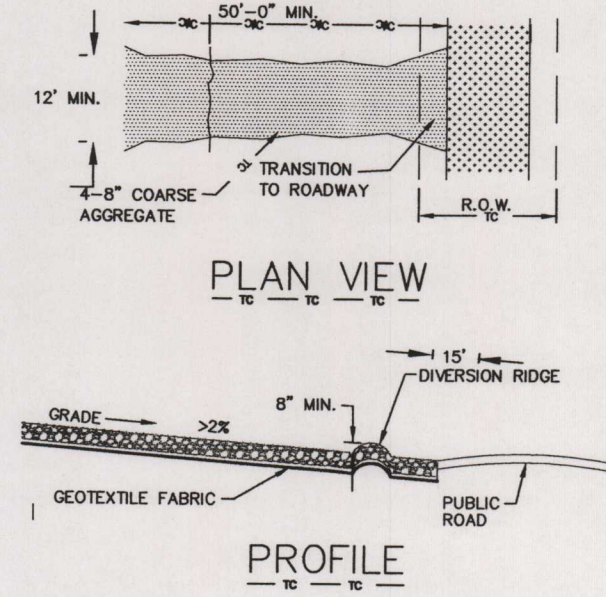 50'-0" MIN.
12' MIN.
TRANSITION
TO ROADWAY
4-8" COARSE
AGGREGATE
R.O.W.
TC
PLAN VIEW
TC TC TC
15'
DIVERSION RIDGE
8" MIN.
GRADE
>2%
GEOTEXTILE FABRIC
PUBLIC
ROAD
PROFILE
TC TC